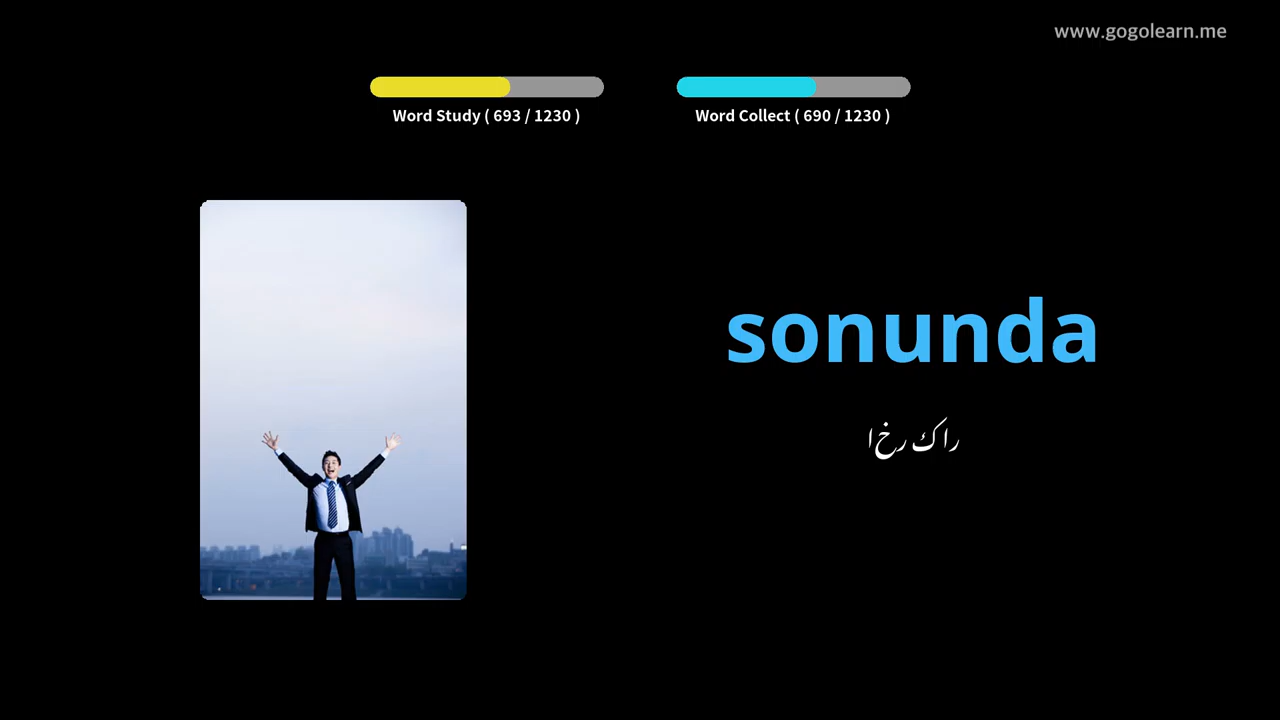 www.gogolearn.me
Word Study ( 693 / 1230 )
Word Collect ( 690 / 1230 )
sonunda
راک رخا